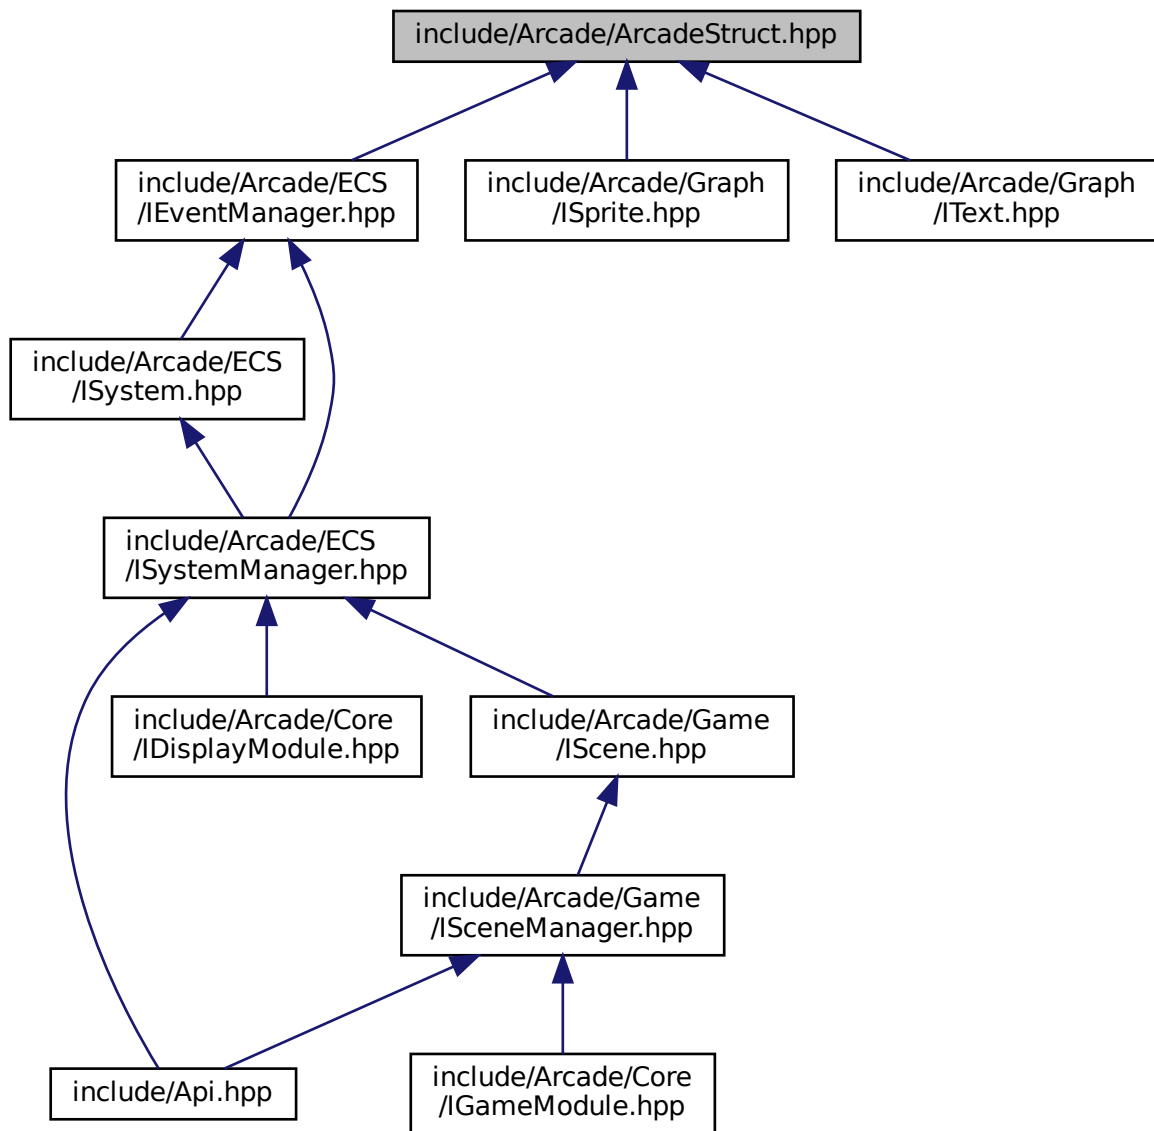 include/Arcade/ArcadeStruct.hpp
include/Arcade/ECS
/IEventManager.hpp
include/Arcade/Graph
/ISprite.hpp
include/Arcade/Graph
/IText.hpp
include/Arcade/ECS
/ISystem.hpp
include/Arcade/ECS
/ISystemManager.hpp
include/Arcade/Core
/IDisplayModule.hpp
include/Arcade/Game
/IScene.hpp
include/Arcade/Game
/ISceneManager.hpp
include/Api.hpp
include/Arcade/Core
/IGameModule.hpp